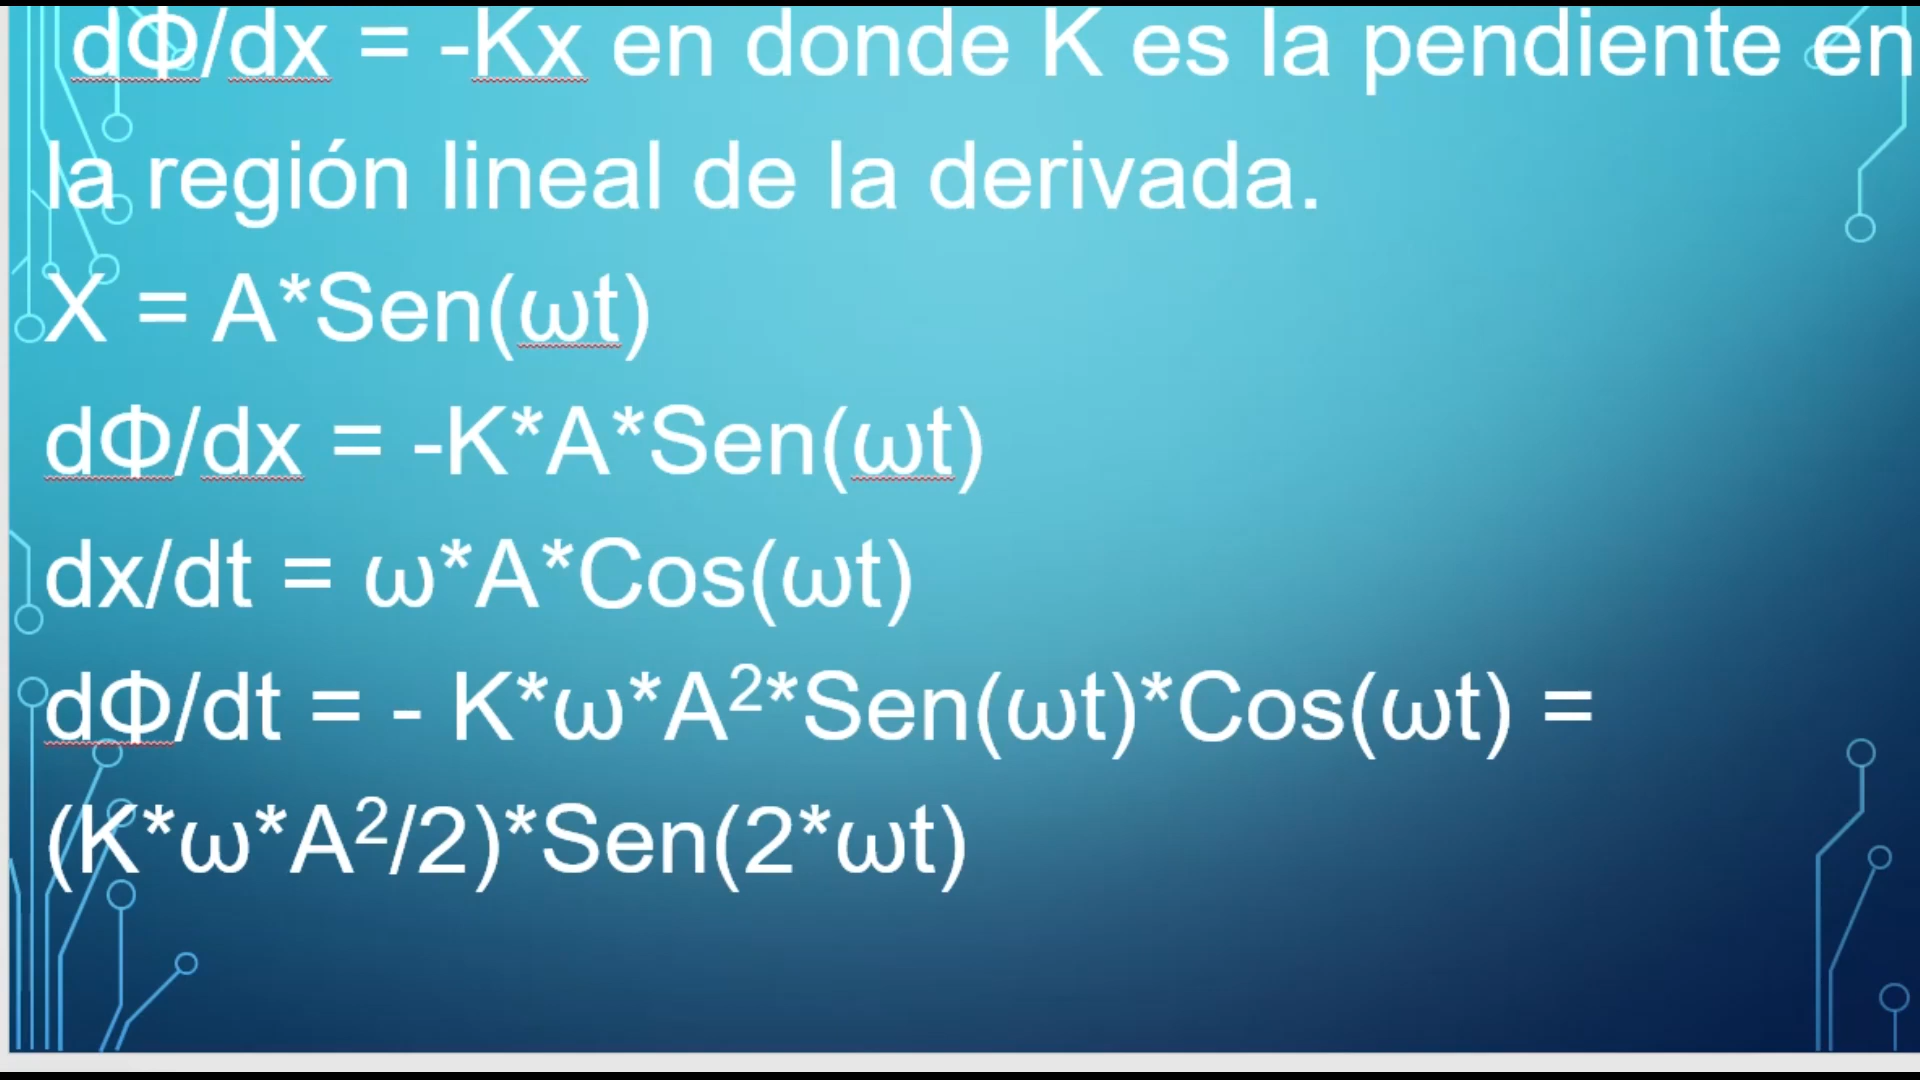 dΦ/dx = -Kx en donde K es la pendiente en
la región lineal de la derivada.
X = A*Sen(ωt)
dΦ/dx = -K*A*Sen(ωt)
dx/dt = ω*A*Cos(ωt)
dΦ/dt = - K*ω*A²*Sen(ωt)*Cos(ωt) =
(K*ω*A²/2)*Sen(2*ωt)